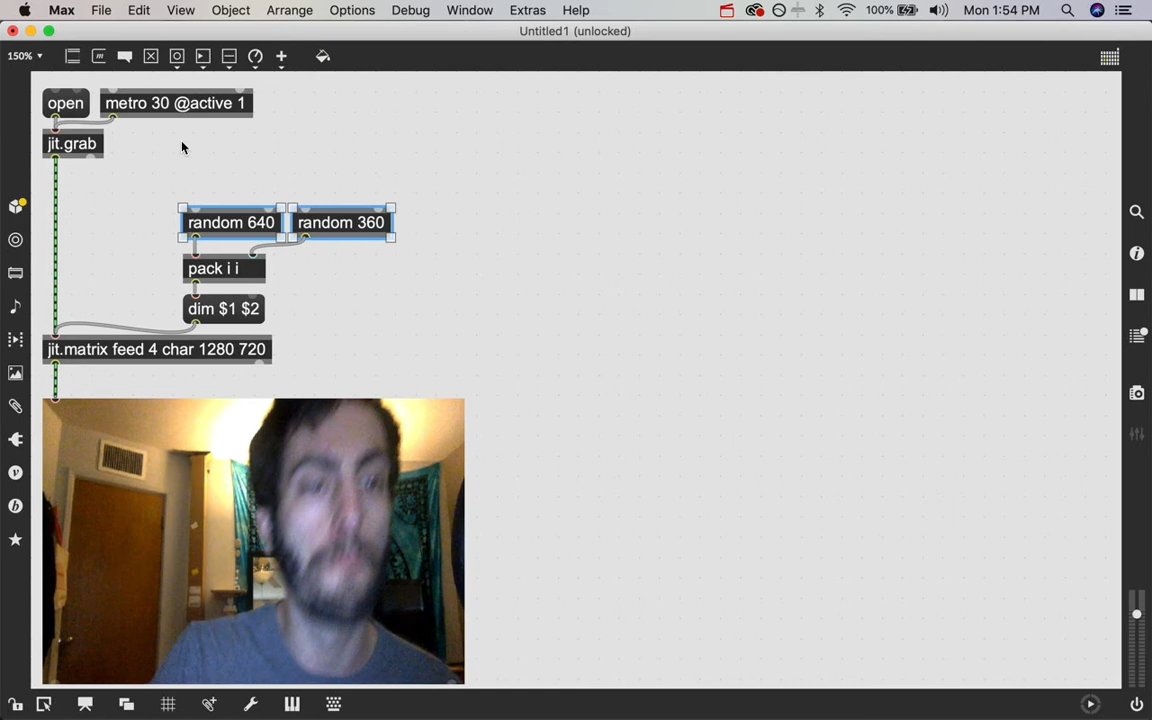 Max File Edit View Object Arrange Options Debug Window Extras Help 100% Mon 1:54 PM
Untitled1 (unlocked)
150%
open
metro 30 @active 1
jit.grab
random 640
random 360
pack i i
dim $1 $2
jit.matrix feed 4 char 1280 720